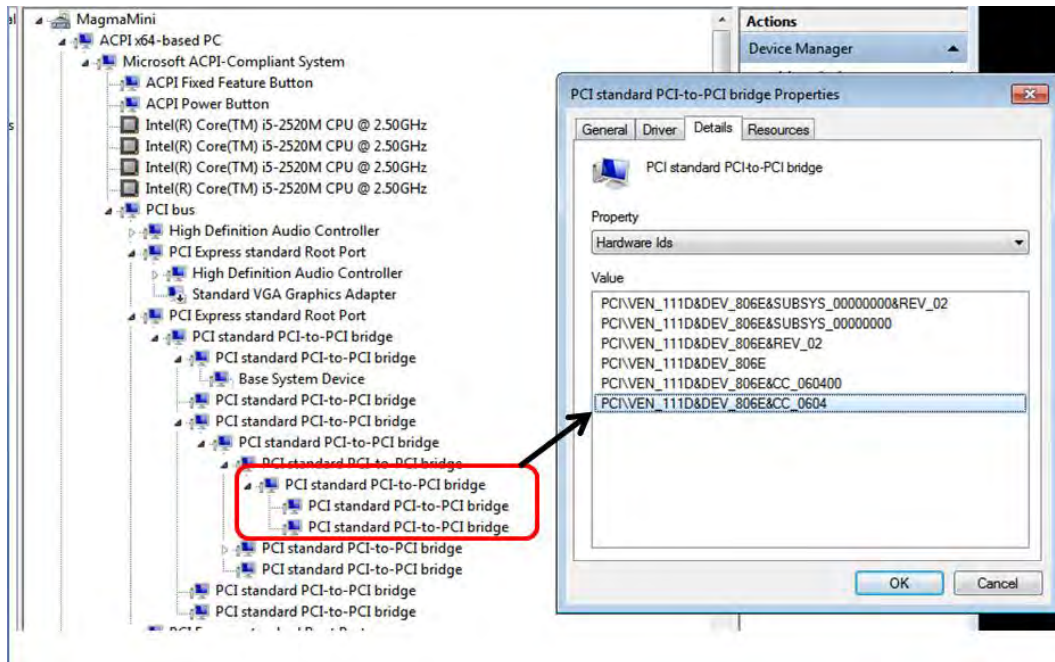 MagmaMini
ACPI x64-based PC
Microsoft ACPI-Compliant System
ACPI Fixed Feature Button
ACPI Power Button
Intel(R) Core(TM) i5-2520M CPU @ 2.50GHz
Intel(R) Core(TM) i5-2520M CPU @ 2.50GHz
Intel(R) Core(TM) i5-2520M CPU @ 2.50GHz
Intel(R) Core(TM) i5-2520M CPU @ 2.50GHz
PCI bus
High Definition Audio Controller
PCI Express standard Root Port
High Definition Audio Controller
Standard VGA Graphics Adapter
PCI Express standard Root Port
PCI standard PCI-to-PCI bridge
PCI standard PCI-to-PCI bridge
Base System Device
PCI standard PCI-to-PCI bridge
PCI standard PCI-to-PCI bridge
PCI standard PCI-to-PCI bridge
PCI standard PCI-to-PCI bridge
PCI standard PCI-to-PCI bridge
PCI standard PCI-to-PCI bridge
PCI standard PCI-to-PCI bridge
PCI standard PCI-to-PCI bridge
PCI standard PCI-to-PCI bridge
PCI standard PCI-to-PCI bridge
PCI standard PCI-to-PCI bridge
Actions
Device Manager
PCI standard PCI-to-PCI bridge Properties
General Driver Details Resources
PCI standard PCI-to-PCI bridge
Property
Hardware Ids
Value
PCI\VEN_111D&DEV_806E&SUBSYS_00000000&REV_02
PCI\VEN_111D&DEV_806E&SUBSYS_00000000
PCI\VEN_111D&DEV_806E&REV_02
PCI\VEN_111D&DEV_806E
PCI\VEN_111D&DEV_806E&CC_060400
PCI\VEN_111D&DEV_806E&CC_0604
OK Cancel